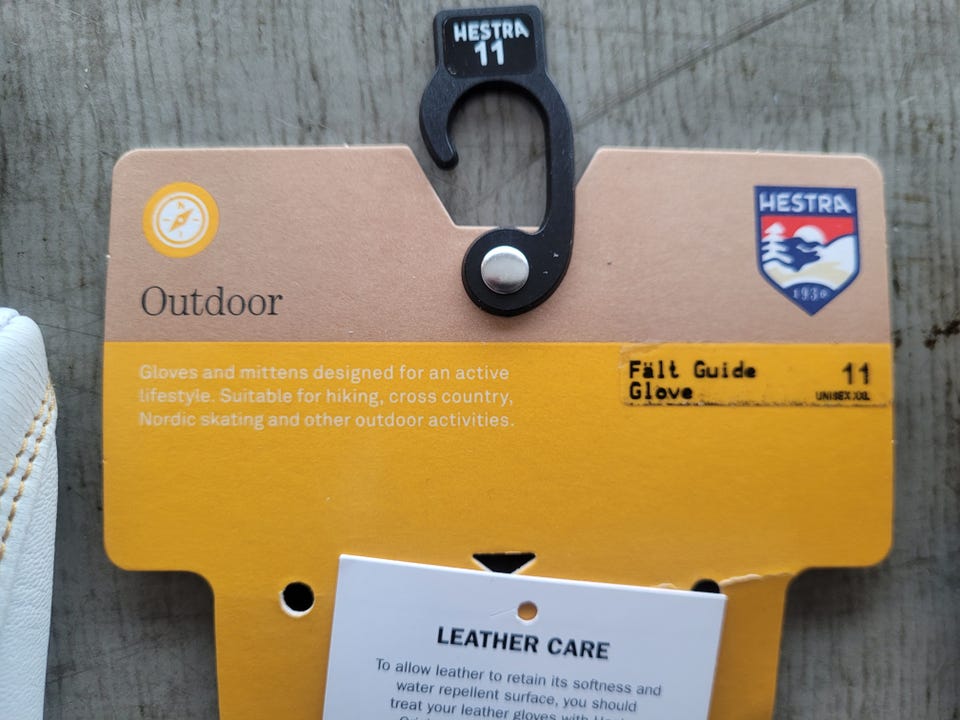 HESTRA
11
N
Outdoor
HESTRA
1936
Gloves and mittens designed for an active
lifestyle. Suitable for hiking, cross country,
Nordic skating and other outdoor activities.
Fält Guide 11
Glove UNISEX XXL
LEATHER CARE
To allow leather to retain its softness and
water repellent surface, you should
treat your leather gloves with